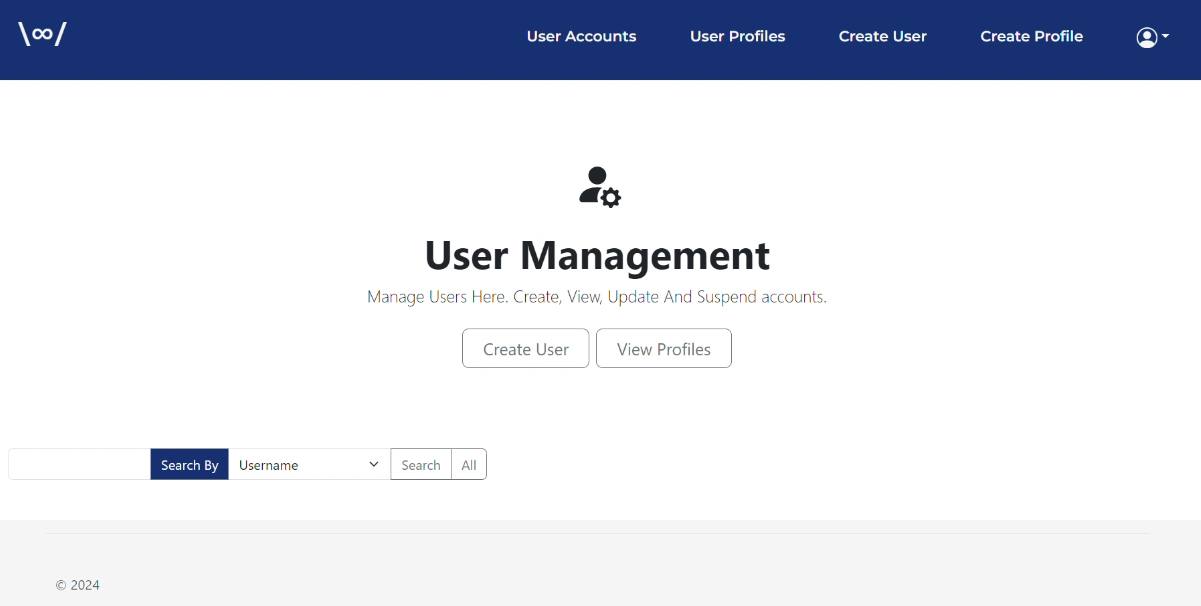 \∞/
User Accounts User Profiles Create User Create Profile
User Management
Manage Users Here. Create, View, Update And Suspend accounts.
Create User View Profiles
Search By Username Search All
© 2024